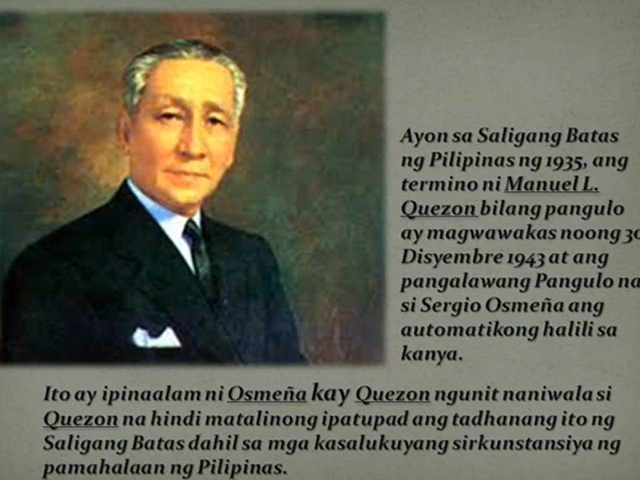 Ayon sa Saligang Batas
ng Pilipinas ng 1935, ang
termino ni Manuel L.
Quezon bilang pangulo
ay magwawakas noong 30
Disyembre 1943 at ang
pangalawang Pangulo na
si Sergio Osmeña ang
automatikong halili sa
kanya.
Ito ay ipinaalam ni Osmeña kay Quezon ngunit naniwala si
Quezon na hindi matalinong ipatupad ang tadhanang ito ng
Saligang Batas dahil sa mga kasalukuyang sirkunstansiya ng
pamahalaan ng Pilipinas.